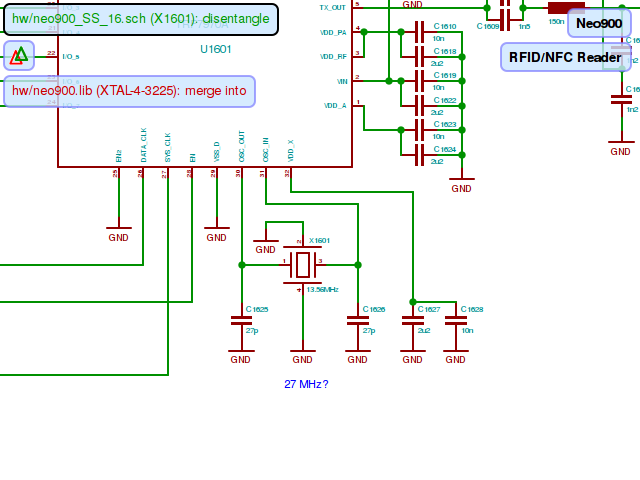 hw/neo900_SS_16.sch (X1601): disentangle
TX_OUT
5
GND
C1609
1n5
150n
Neo900
U1601
VDD_PA
4
C1610
10n
RFID/NFC Reader
22
I/O_5
VDD_RF
3
C1618
2u2
hw/neo900.lib (XTAL-4-3225): merge into
VIN
2
C1619
10n
VDD_A
1
C1622
2u2
C1623
10n
C1624
2u2
1n2
GND
GND
EN2
DATA_CLK
SYS_CLK
EN
VSS_D
OSC_OUT
OSC_IN
VDD_X
25
26
27
28
29
30
31
32
GND
GND
GND
2
X1601
1
3
4
13.56MHz
C1625
27p
C1626
27p
C1627
2u2
C1628
10n
GND
GND
GND
GND
GND
27 MHz?